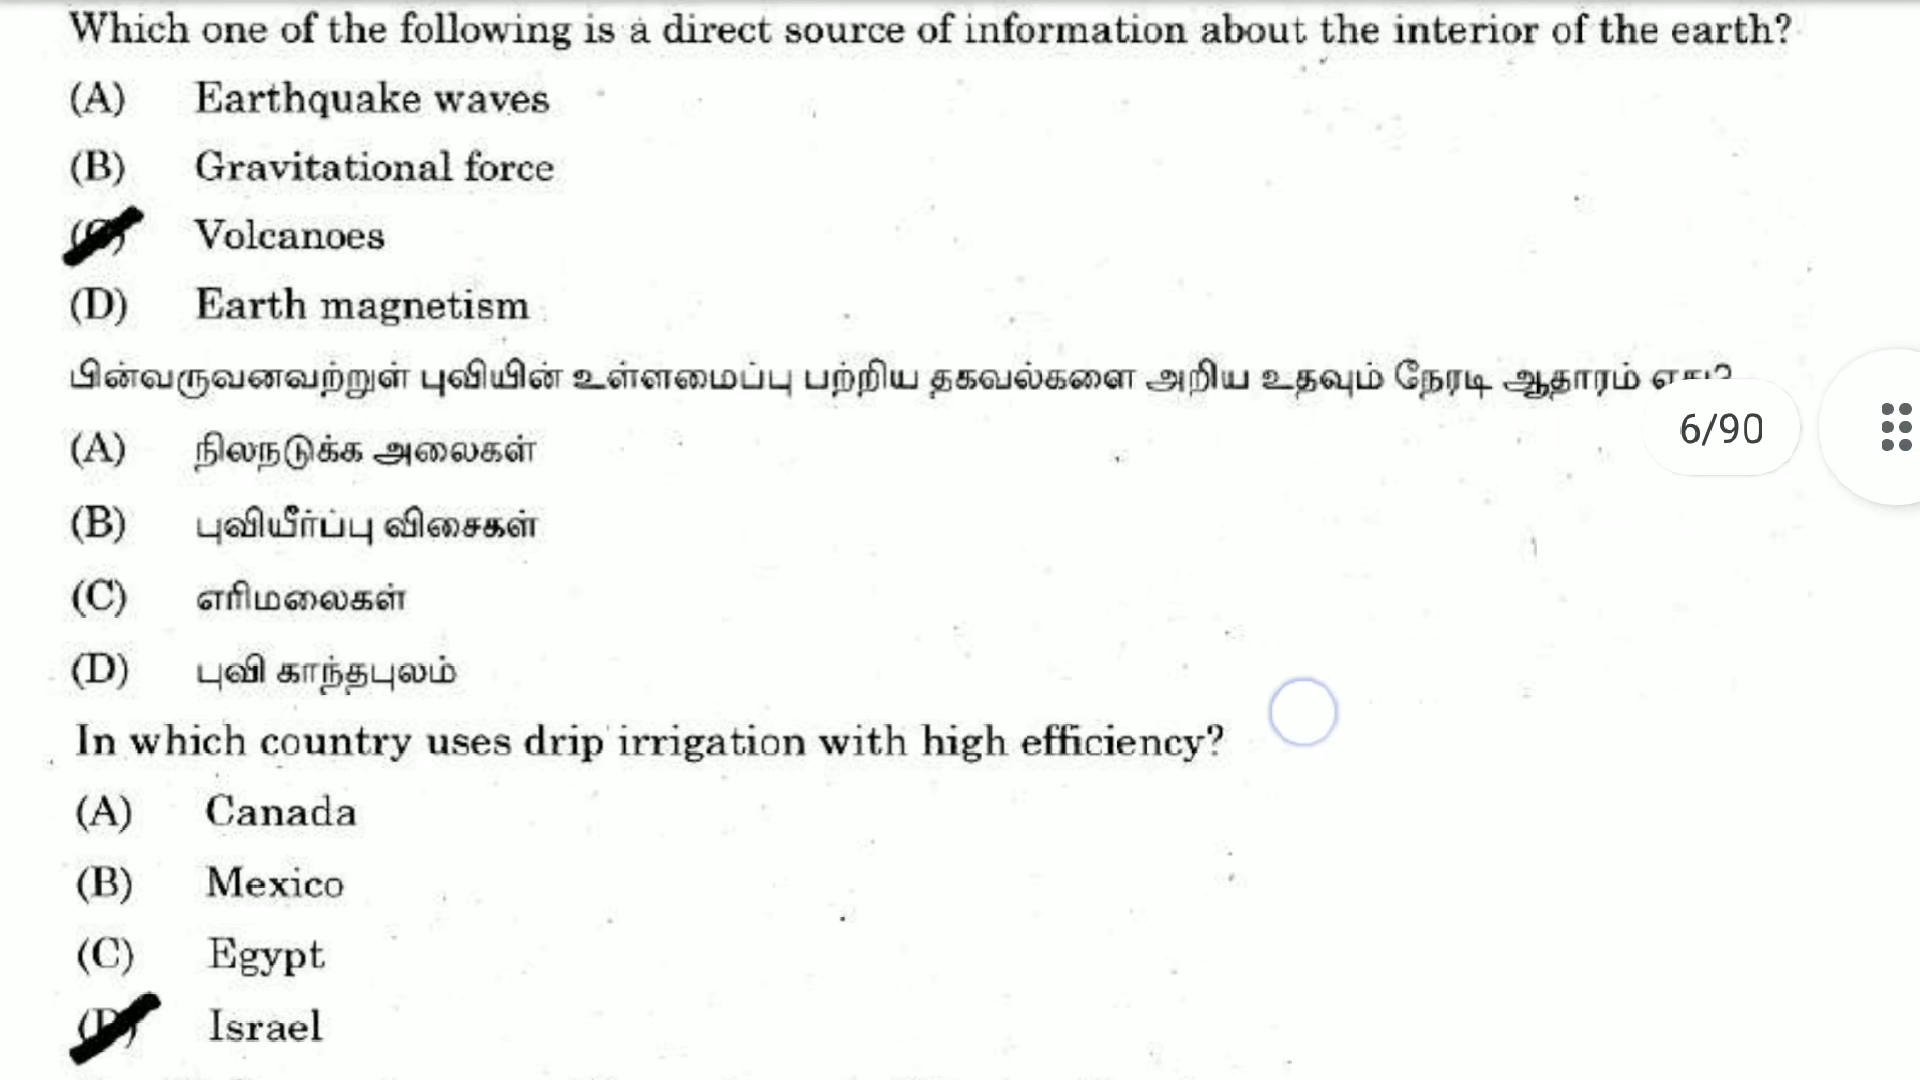 Which one of the following is a direct source of information about the interior of the earth?
(A) Earthquake waves
(B) Gravitational force
(C) Volcanoes
(D) Earth magnetism
பின்வருவனவற்றுள் புவியின் உள்ளமைப்பு பற்றிய தகவல்களை அறிய உதவும் நேரடி ஆதாரம் எது?
6/90
(A) நிலநடுக்க அலைகள்
(B) புவியீர்ப்பு விசைகள்
(C) எரிமலைகள்
(D) புவி காந்தபுலம்
In which country uses drip irrigation with high efficiency?
(A) Canada
(B) Mexico
(C) Egypt
(D) Israel